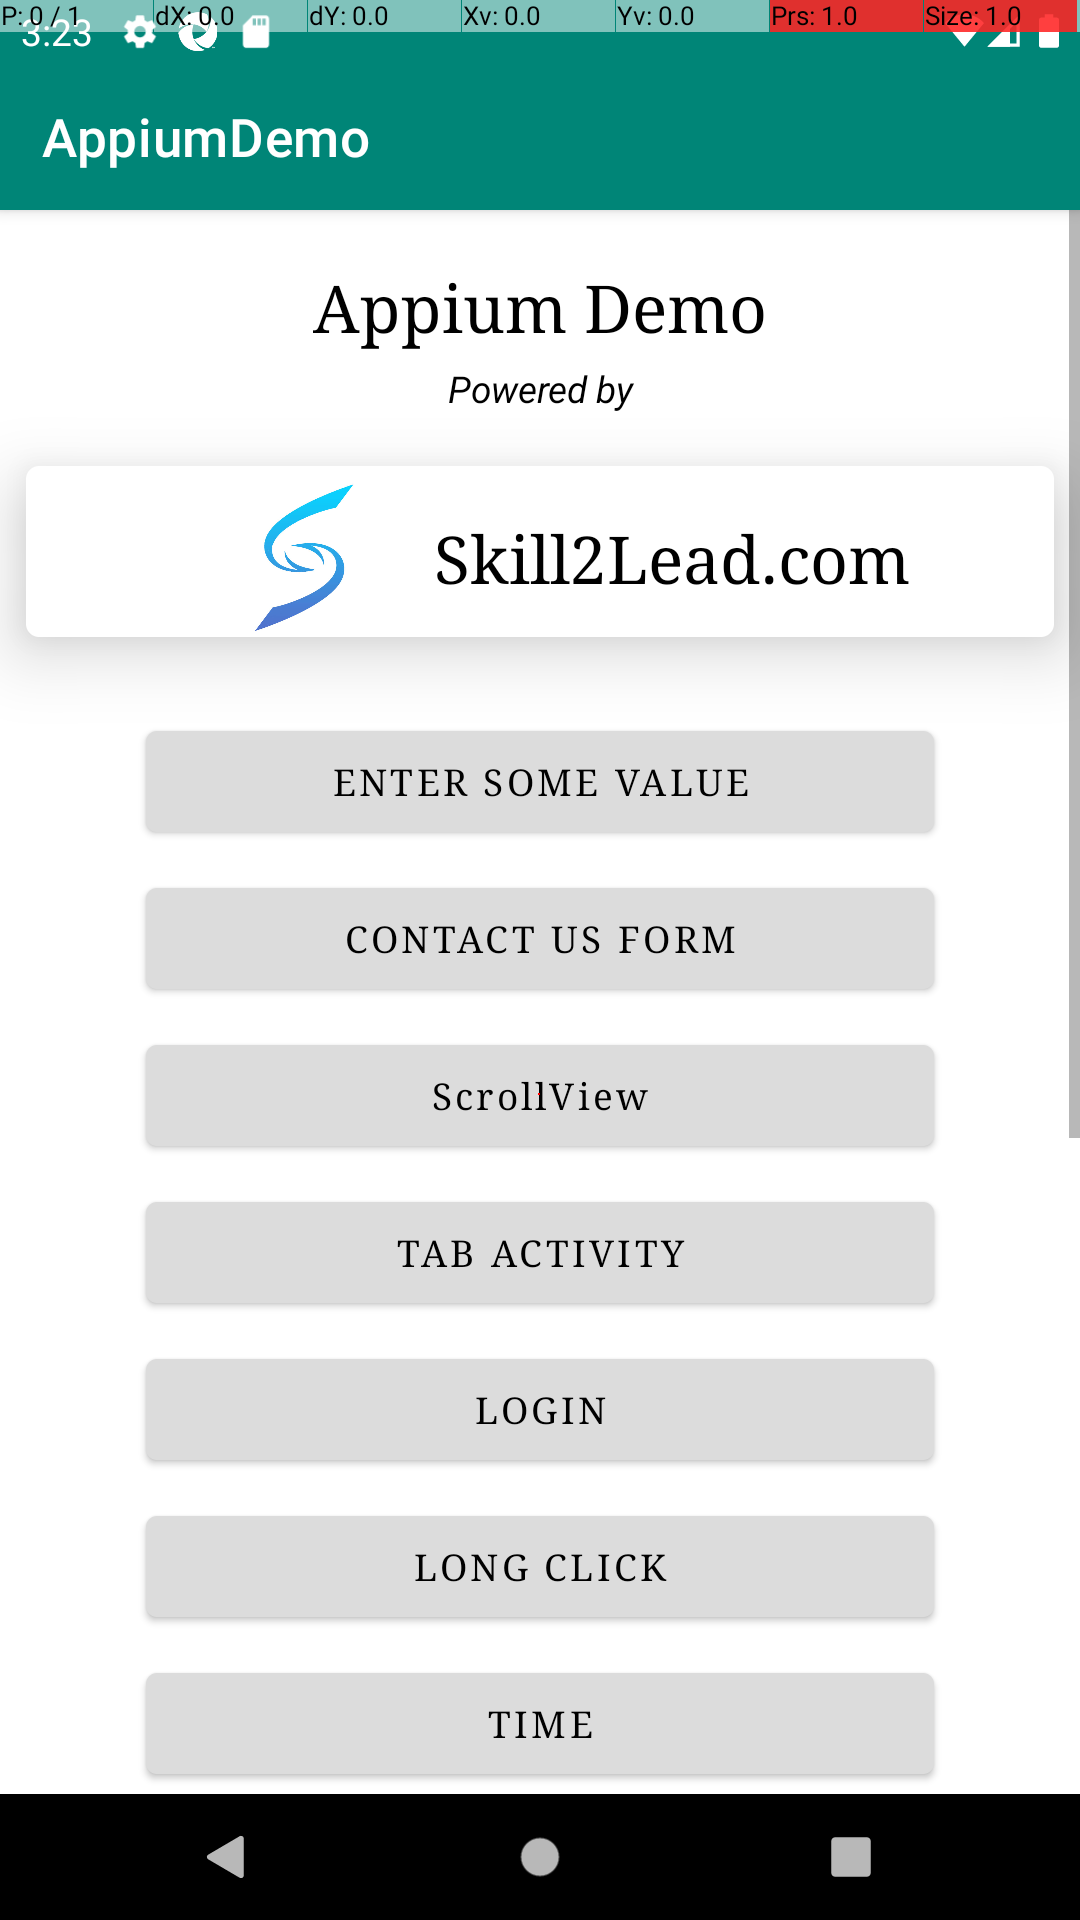 P: 0 / 1 dX: 0.0 dY: 0.0 Xv: 0.0 Yv: 0.0 Prs: 1.0 Size: 1.0
3:23
AppiumDemo
Appium Demo
Powered by
Skill2Lead.com
ENTER SOME VALUE
CONTACT US FORM
ScrollView
TAB ACTIVITY
LOGIN
LONG CLICK
TIME